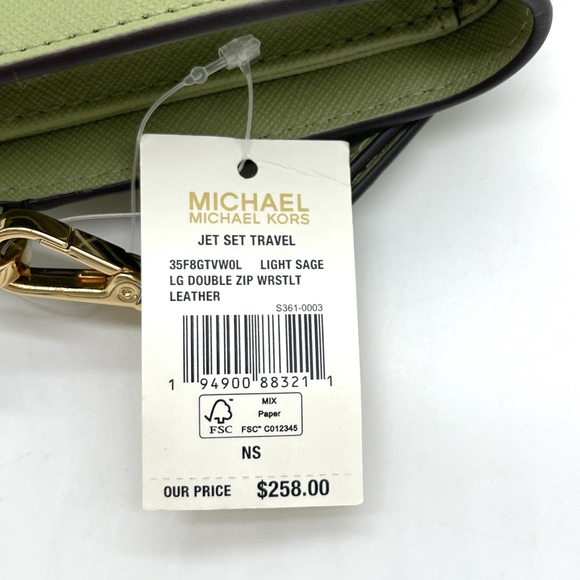 MICHAEL
MICHAEL KORS
JET SET TRAVEL
35F8GTVW0L LIGHT SAGE
LG DOUBLE ZIP WRSTLT
LEATHER
S361-0003
1 94900 88321 1
FSC
MIX
Paper
FSC™ C012345
NS
OUR PRICE $258.00